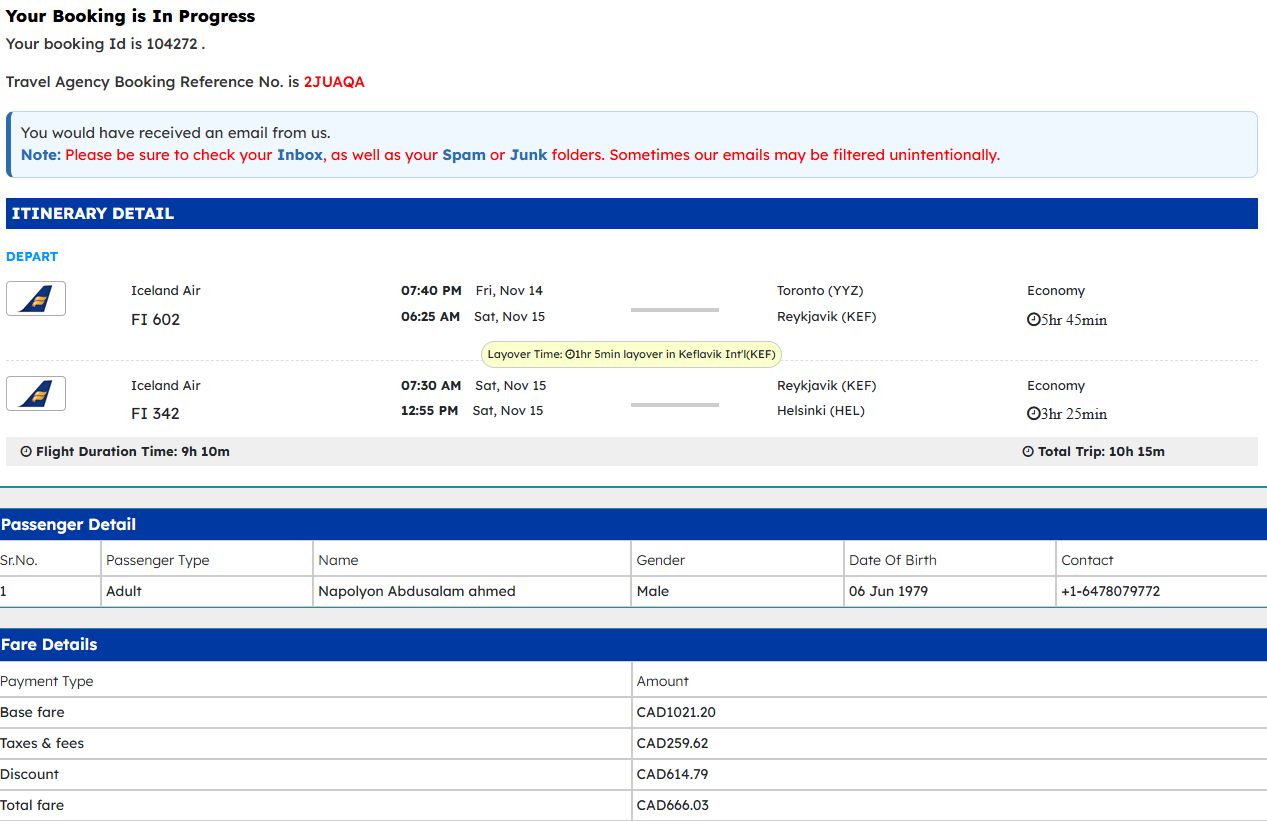 Your Booking is In Progress
Your booking Id is 104272 .
Travel Agency Booking Reference No. is 2JUAQA
You would have received an email from us.
Note: Please be sure to check your Inbox, as well as your Spam or Junk folders. Sometimes our emails may be filtered unintentionally.
ITINERARY DETAIL
DEPART
Iceland Air 07:40 PM Fri, Nov 14 Toronto (YYZ) Economy
FI 602 06:25 AM Sat, Nov 15 Reykjavik (KEF) 5hr 45min
Layover Time: 1hr 5min layover in Keflavik Int'l(KEF)
Iceland Air 07:30 AM Sat, Nov 15 Reykjavik (KEF) Economy
FI 342 12:55 PM Sat, Nov 15 Helsinki (HEL) 3hr 25min
Flight Duration Time: 9h 10m Total Trip: 10h 15m
Passenger Detail
Sr.No. Passenger Type Name Gender Date Of Birth Contact
1 Adult Napolyon Abdusalam ahmed Male 06 Jun 1979 +1-6478079772
Fare Details
Payment Type Amount
Base fare CAD1021.20
Taxes & fees CAD259.62
Discount CAD614.79
Total fare CAD666.03